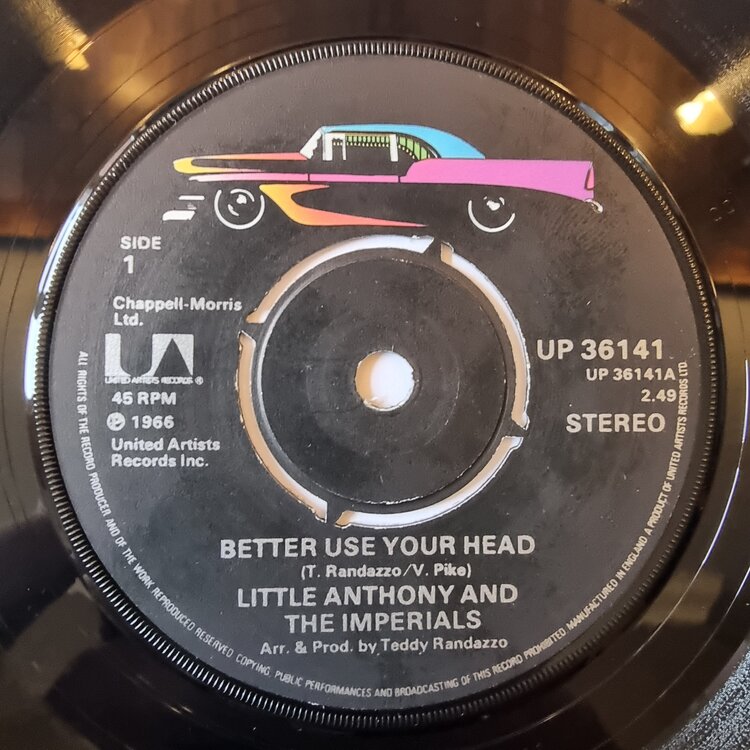 SIDE
1
Chappell-Morris
Ltd.
UA
UNITED ARTISTS RECORDS ®
45 RPM
℗ 1966
United Artists
Records Inc.
UP 36141
UP 36141A
2.49
STEREO
BETTER USE YOUR HEAD
(T. Randazzo/V. Pike)
LITTLE ANTHONY AND
THE IMPERIALS
Arr. & Prod. by Teddy Randazzo
ALL RIGHTS OF THE RECORD PRODUCER AND OF THE WORK REPRODUCED RESERVED COPYING, PUBLIC PERFORMANCES AND BROADCASTING OF THIS RECORD PROHIBITED MANUFACTURED IN ENGLAND A PRODUCT OF UNITED ARTISTS RECORDS LTD.